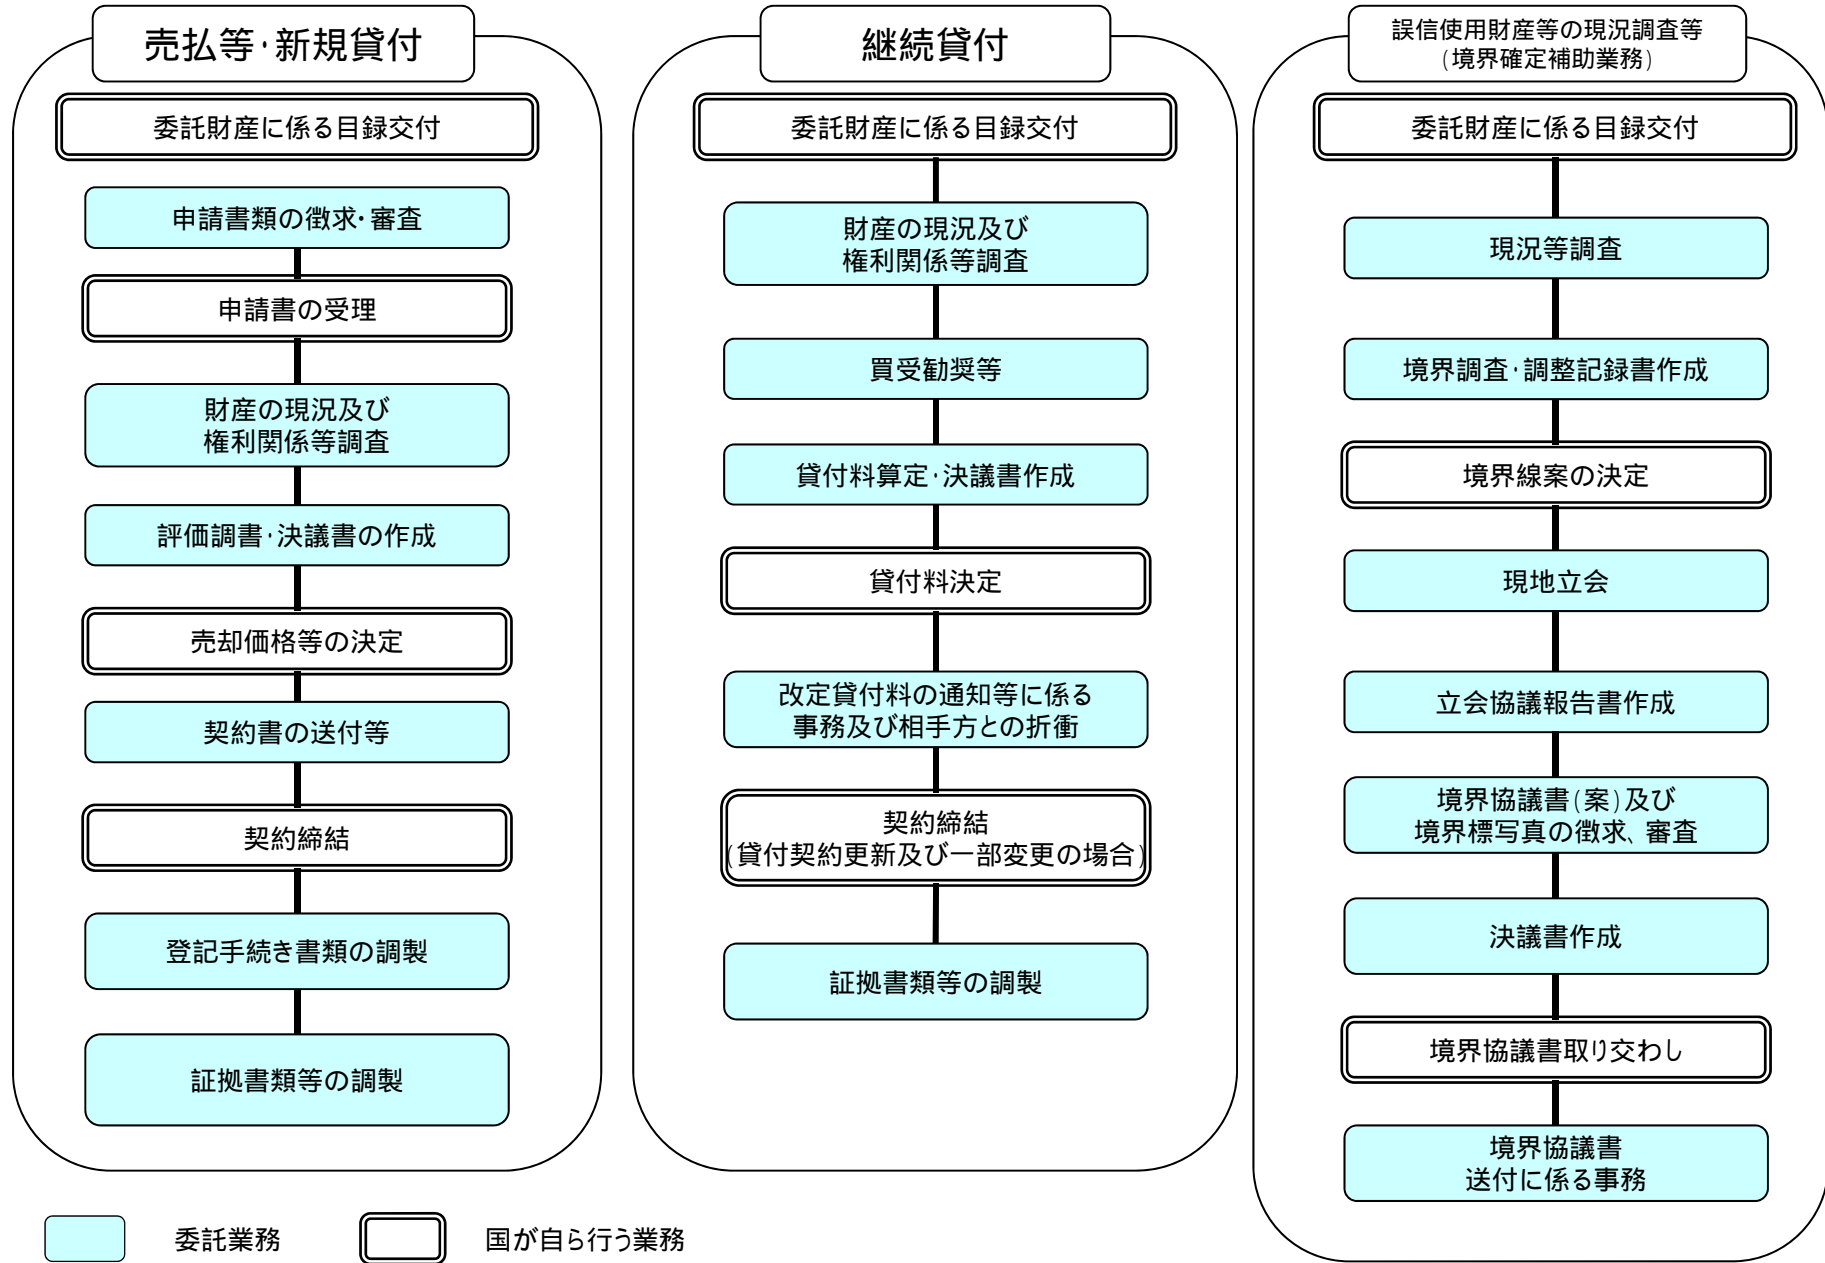 売払等・新規貸付
委託財産に係る目録交付
申請書類の徴求・審査
申請書の受理
財産の現況及び
権利関係等調査
評価調書・決議書の作成
売却価格等の決定
契約書の送付等
契約締結
登記手続き書類の調製
証拠書類等の調製
継続貸付
委託財産に係る目録交付
財産の現況及び
権利関係等調査
買受勧奨等
貸付料算定・決議書作成
貸付料決定
改定貸付料の通知等に係る
事務及び相手方との折衝
契約締結
(貸付契約更新及び一部変更の場合)
証拠書類等の調製
誤信使用財産等の現況調査等
(境界確定補助業務)
委託財産に係る目録交付
現況等調査
境界調査・調整記録書作成
境界線案の決定
現地立会
立会協議報告書作成
境界協議書(案)及び
境界標写真の徴求、審査
決議書作成
境界協議書取り交わし
境界協議書
送付に係る事務
委託業務
国が自ら行う業務